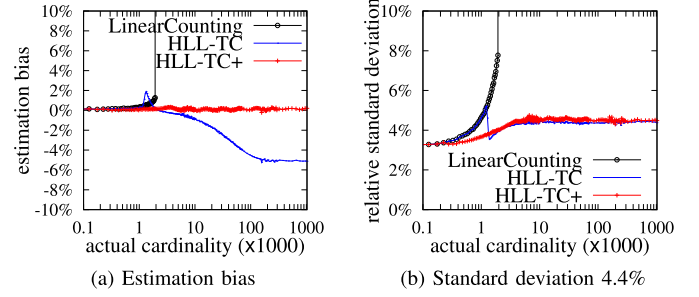 (a)
10%
8%
6%
4%
2%
0%
-2%
-4%
-6%
-8%
-10%
estimation bias
LinearCounting
HLL-TC
HLL-TC+
0.1 1 10 100 1000
actual cardinality (x1000)
(a) Estimation bias
(b)
10%
8%
6%
4%
2%
0%
relative standard deviation
LinearCounting
HLL-TC
HLL-TC+
0.1 1 10 100 1000
actual cardinality (x1000)
(b) Standard deviation 4.4%